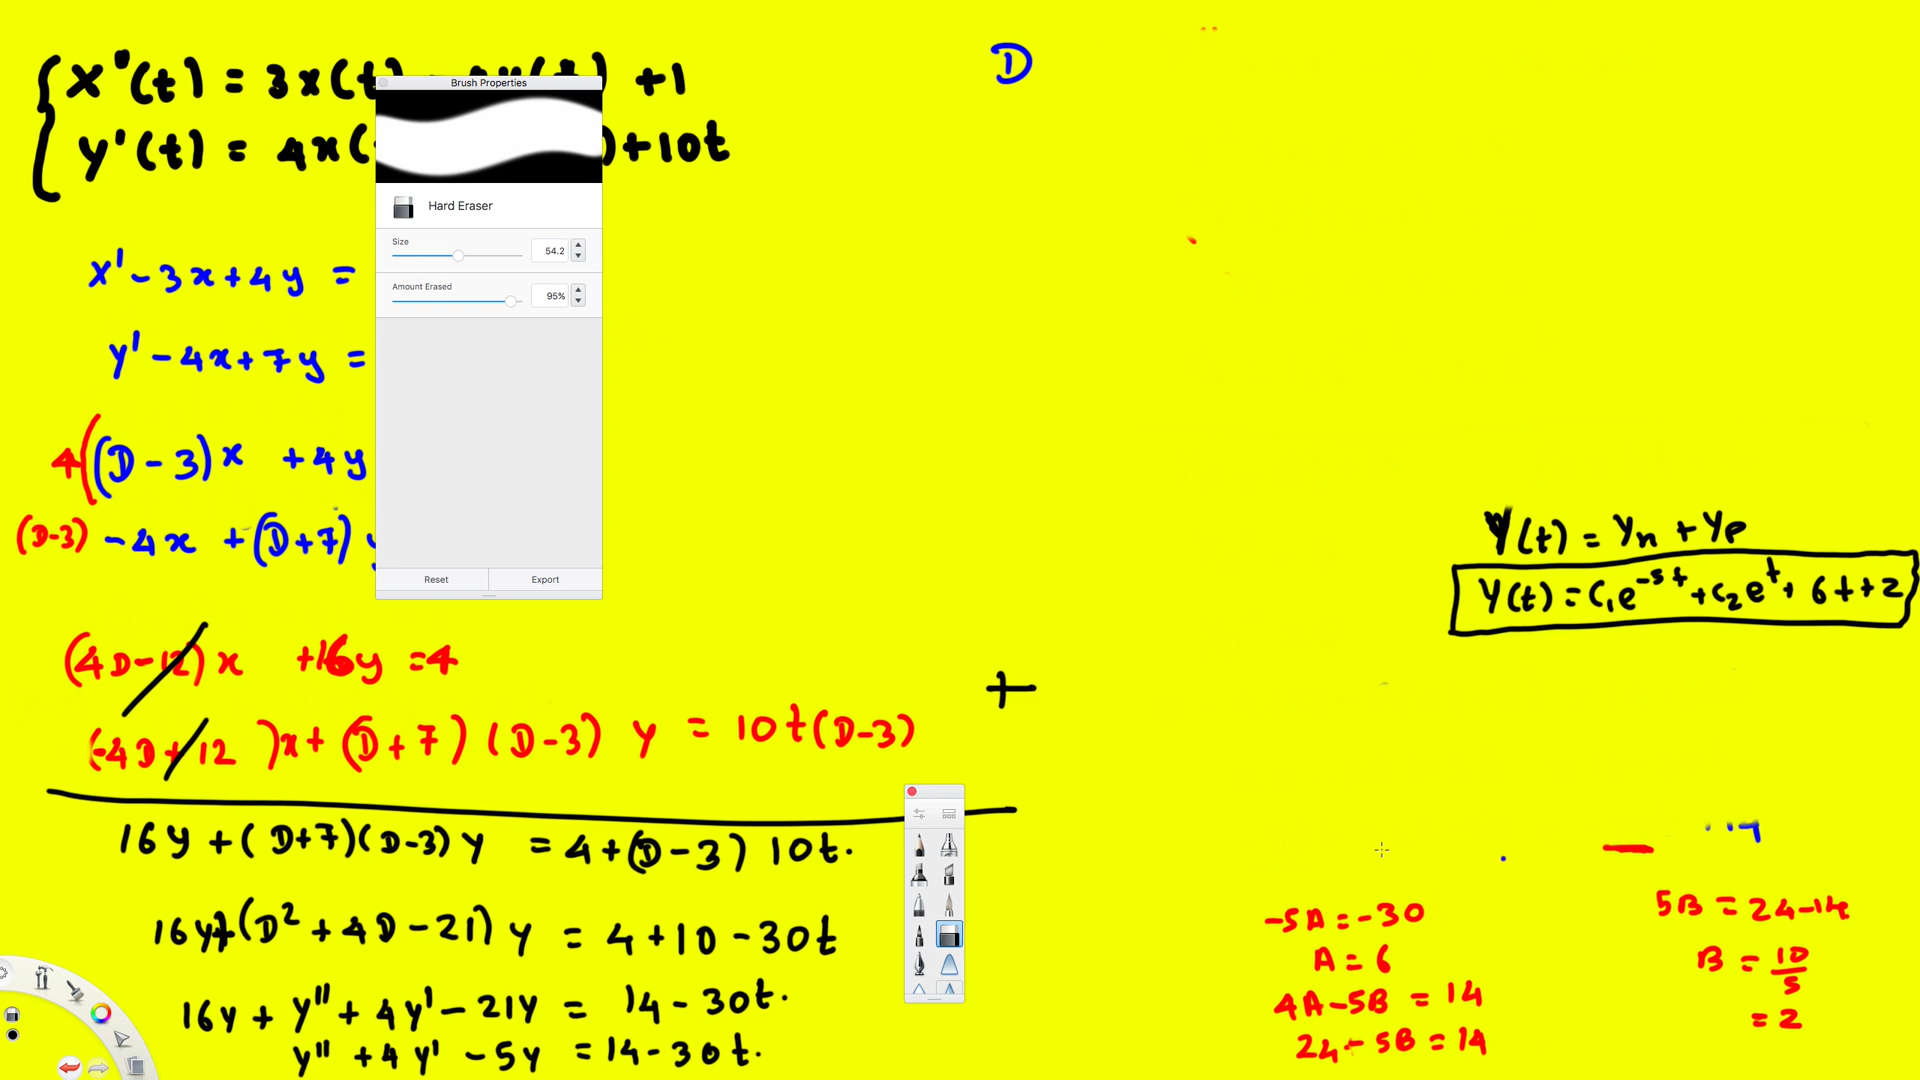 D
x'(t) = 3x(t) +1
y'(t) = 4x( )+10t
Brush Properties
Hard Eraser
Size
54.2
Amount Erased
95%
Reset
Export
x' - 3x + 4y =
y' - 4x + 7y =
4((D-3)x + 4y
(D-3) -4x + (D+7)
(4D-12)x +16y = 4
(-4D+12 )x + (D+7)(D-3) y = 10t(D-3)
+
16y + (D+7)(D-3)y = 4+(D-3) 10t.
16y+(D² + 4D - 21)y = 4+10-30t
16y + y'' + 4y' - 21y = 14-30t.
y'' + 4y' - 5y = 14-30t.
Y(t) = Yh + Yp
Y(t) = C₁e^-5t + C₂e^t + 6t+2
-5A = -30
A = 6
4A-5B = 14
24-5B = 14
5B = 24-14
B = 10/5
= 2